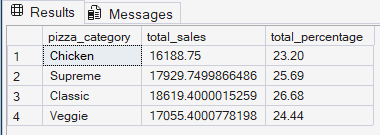 Results Messages
pizza_category total_sales total_percentage
1 Chicken 16188.75 23.20
2 Supreme 17929.7499866486 25.69
3 Classic 18619.4000015259 26.68
4 Veggie 17055.4000778198 24.44